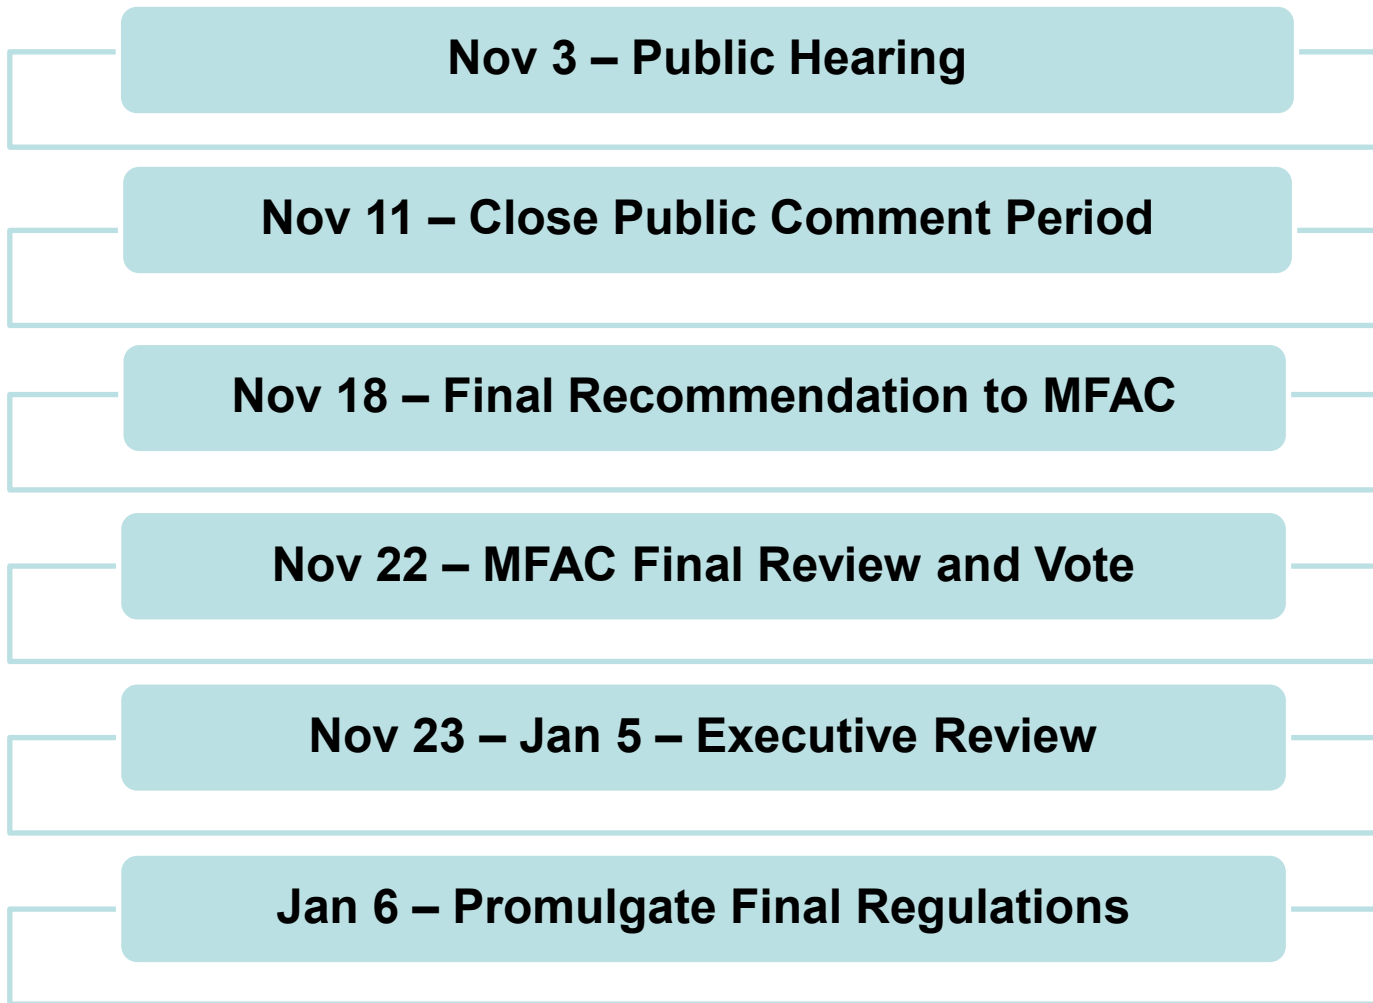 Nov 3 – Public Hearing
Nov 11 – Close Public Comment Period
Nov 18 – Final Recommendation to MFAC
Nov 22 – MFAC Final Review and Vote
Nov 23 – Jan 5 – Executive Review
Jan 6 – Promulgate Final Regulations